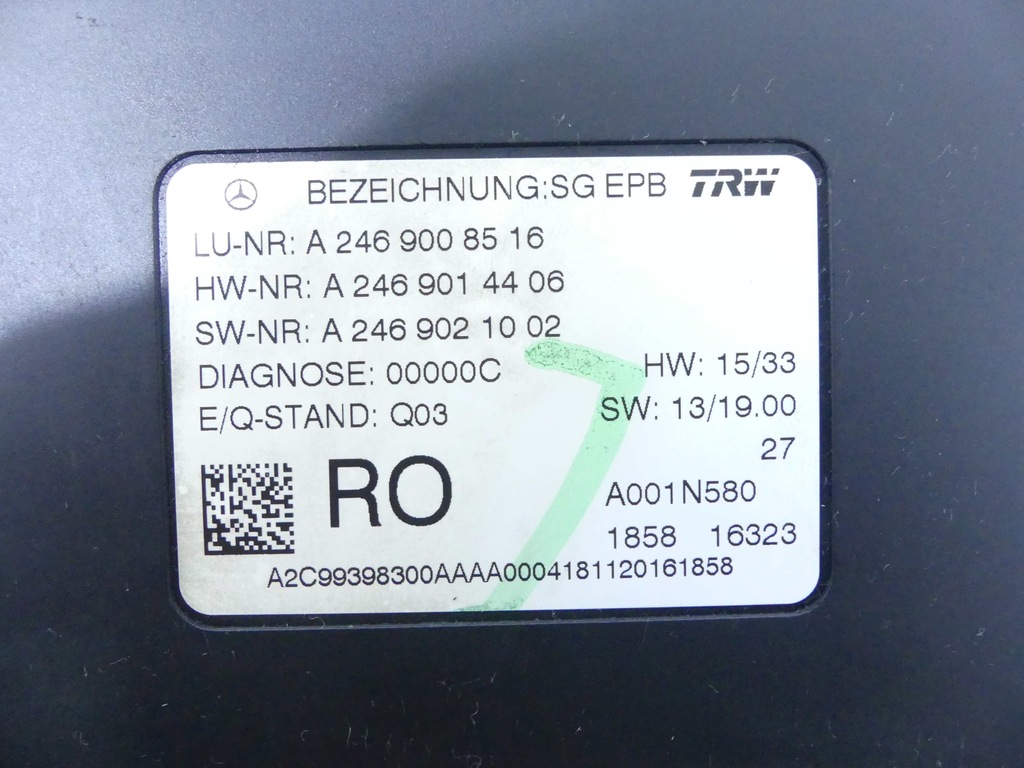 BEZEICHNUNG:SG EPB TRW
LU-NR: A 246 900 85 16
HW-NR: A 246 901 44 06
SW-NR: A 246 902 10 02
DIAGNOSE: 00000C HW: 15/33
E/Q-STAND: Q03 SW: 13/19.00
27
RO A001N580
1858 16323
A2C99398300AAAA0004181120161858